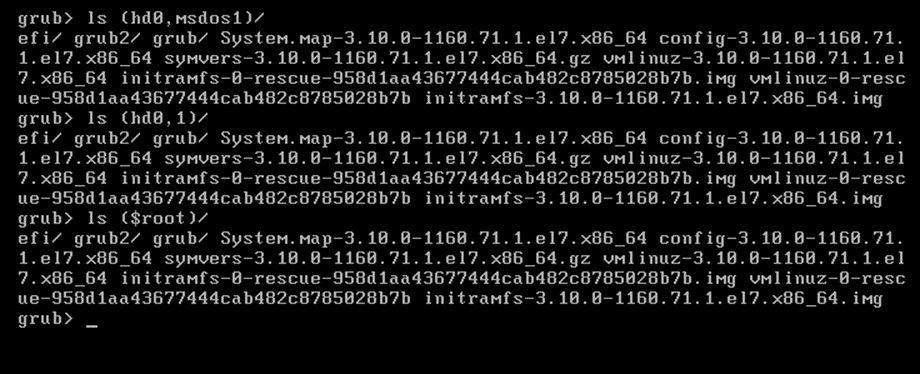 grub> ls (hd0,msdos1)/
efi/ grub2/ grub/ System.map-3.10.0-1160.71.1.el7.x86_64 config-3.10.0-1160.71.
1.el7.x86_64 symvers-3.10.0-1160.71.1.el7.x86_64.gz vmlinuz-3.10.0-1160.71.1.el
7.x86_64 initramfs-0-rescue-958d1aa43677444cab482c8785028b7b.img vmlinuz-0-resc
ue-958d1aa43677444cab482c8785028b7b initramfs-3.10.0-1160.71.1.el7.x86_64.img
grub> ls (hd0,1)/
efi/ grub2/ grub/ System.map-3.10.0-1160.71.1.el7.x86_64 config-3.10.0-1160.71.
1.el7.x86_64 symvers-3.10.0-1160.71.1.el7.x86_64.gz vmlinuz-3.10.0-1160.71.1.el
7.x86_64 initramfs-0-rescue-958d1aa43677444cab482c8785028b7b.img vmlinuz-0-resc
ue-958d1aa43677444cab482c8785028b7b initramfs-3.10.0-1160.71.1.el7.x86_64.img
grub> ls ($root)/
efi/ grub2/ grub/ System.map-3.10.0-1160.71.1.el7.x86_64 config-3.10.0-1160.71.
1.el7.x86_64 symvers-3.10.0-1160.71.1.el7.x86_64.gz vmlinuz-3.10.0-1160.71.1.el
7.x86_64 initramfs-0-rescue-958d1aa43677444cab482c8785028b7b.img vmlinuz-0-resc
ue-958d1aa43677444cab482c8785028b7b initramfs-3.10.0-1160.71.1.el7.x86_64.img
grub> _